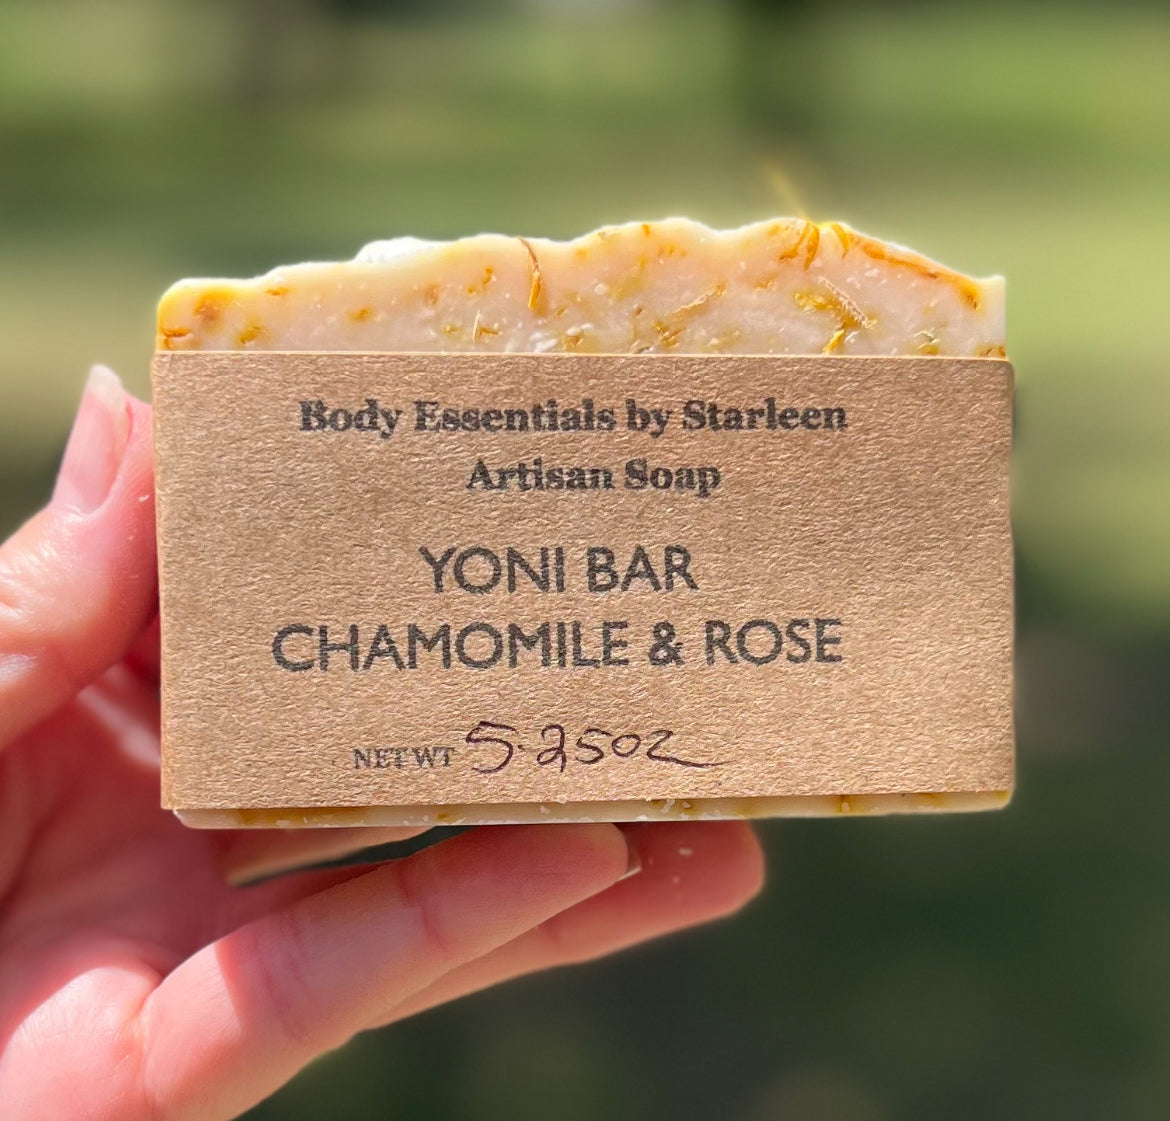 Body Essentials by Starleen
Artisan Soap
YONI BAR
CHAMOMILE & ROSE
NET WT 5.25oz